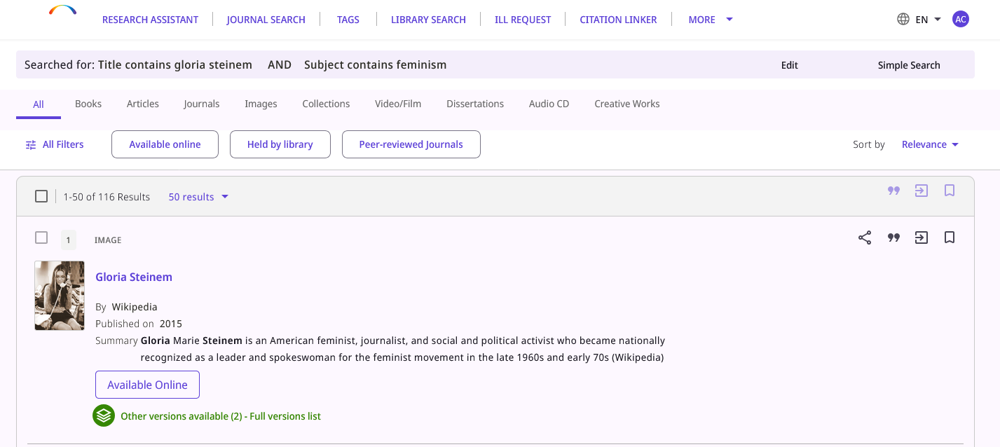 RESEARCH ASSISTANT JOURNAL SEARCH TAGS LIBRARY SEARCH ILL REQUEST CITATION LINKER MORE EN AC
Searched for: Title contains gloria steinem AND Subject contains feminism Edit Simple Search
All Books Articles Journals Images Collections Video/Film Dissertations Audio CD Creative Works
All Filters Available online Held by library Peer-reviewed Journals Sort by Relevance
1-50 of 116 Results 50 results
1 IMAGE
Gloria Steinem
By Wikipedia
Published on 2015
Summary Gloria Marie Steinem is an American feminist, journalist, and social and political activist who became nationally
recognized as a leader and spokeswoman for the feminist movement in the late 1960s and early 70s (Wikipedia)
Available Online
Other versions available (2) - Full versions list